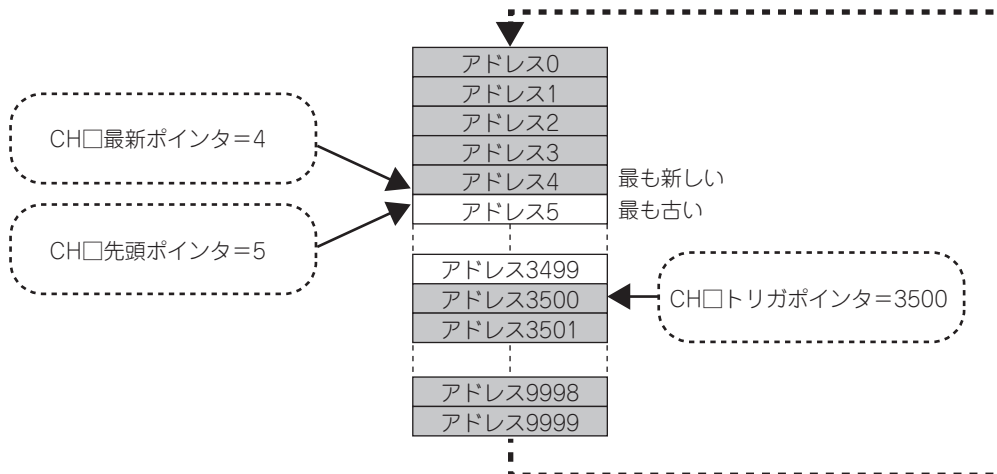 アドレス0
アドレス1
アドレス2
アドレス3
アドレス4
アドレス5
CH□最新ポインタ＝4
CH□先頭ポインタ＝5
最も新しい
最も古い
アドレス3499
アドレス3500
アドレス3501
CH□トリガポインタ＝3500
アドレス9998
アドレス9999